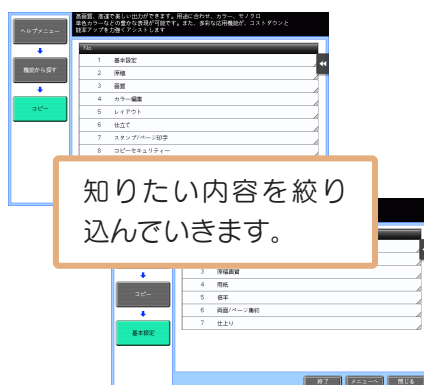 高画質、高速で美しい出力ができます。用途に合わせ、カラー、モノクロ
単色カラーなどの豊かな表現が可能です。また、多彩な応用機能が、コストダウンと
能率アップを力強くアシストします
ヘルプメニュー
機能から探す
コピー
No.
1 基本設定
2 原稿
3 画質
4 カラー編集
5 レイアウト
6 仕立て
7 スタンプ/ページ印字
8 コピーセキュリティー
知りたい内容を絞り
込んでいきます。
コピー
基本設定
3 原稿画質
4 用紙
5 倍率
6 両面/ページ集約
7 仕上り
終了
メニューへ
閉じる